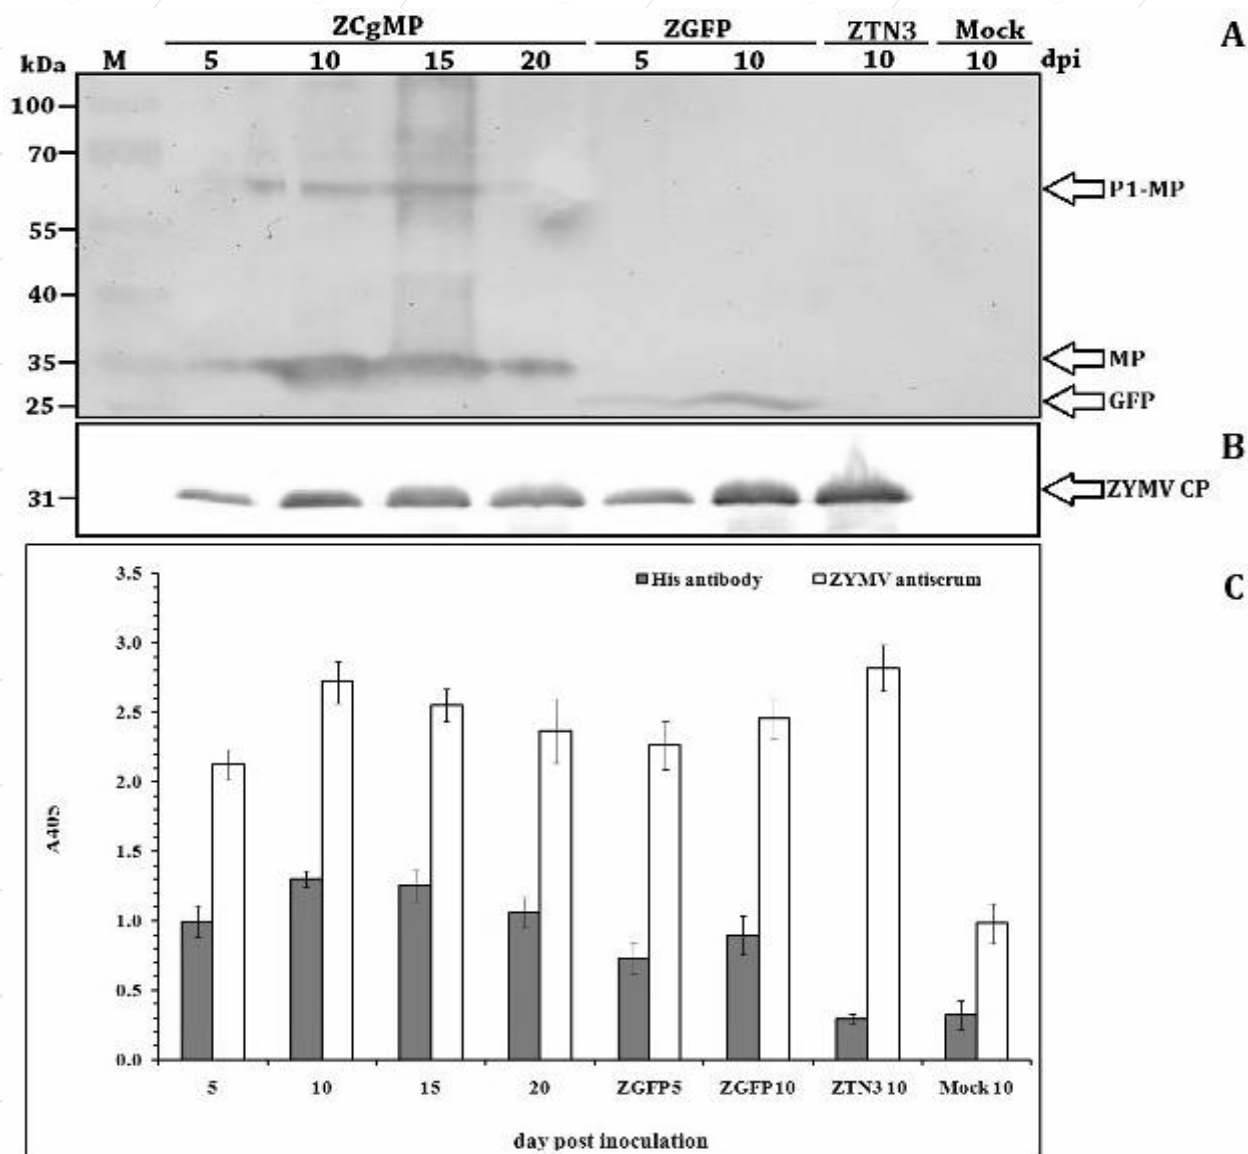 ZCgMP ZGFP ZTN3 Mock A
kDa M 5 10 15 20 5 10 10 10 dpi
100
70
P1-MP
55
40
35 MP
25 GFP
B
31 ZYMV CP
C
His antibody ZYMV antiserum
3.5
3.0
2.5
2.0
1.5
1.0
0.5
0.0
A405
5 10 15 20 ZGFP5 ZGFP10 ZTN3 10 Mock 10
day post inoculation